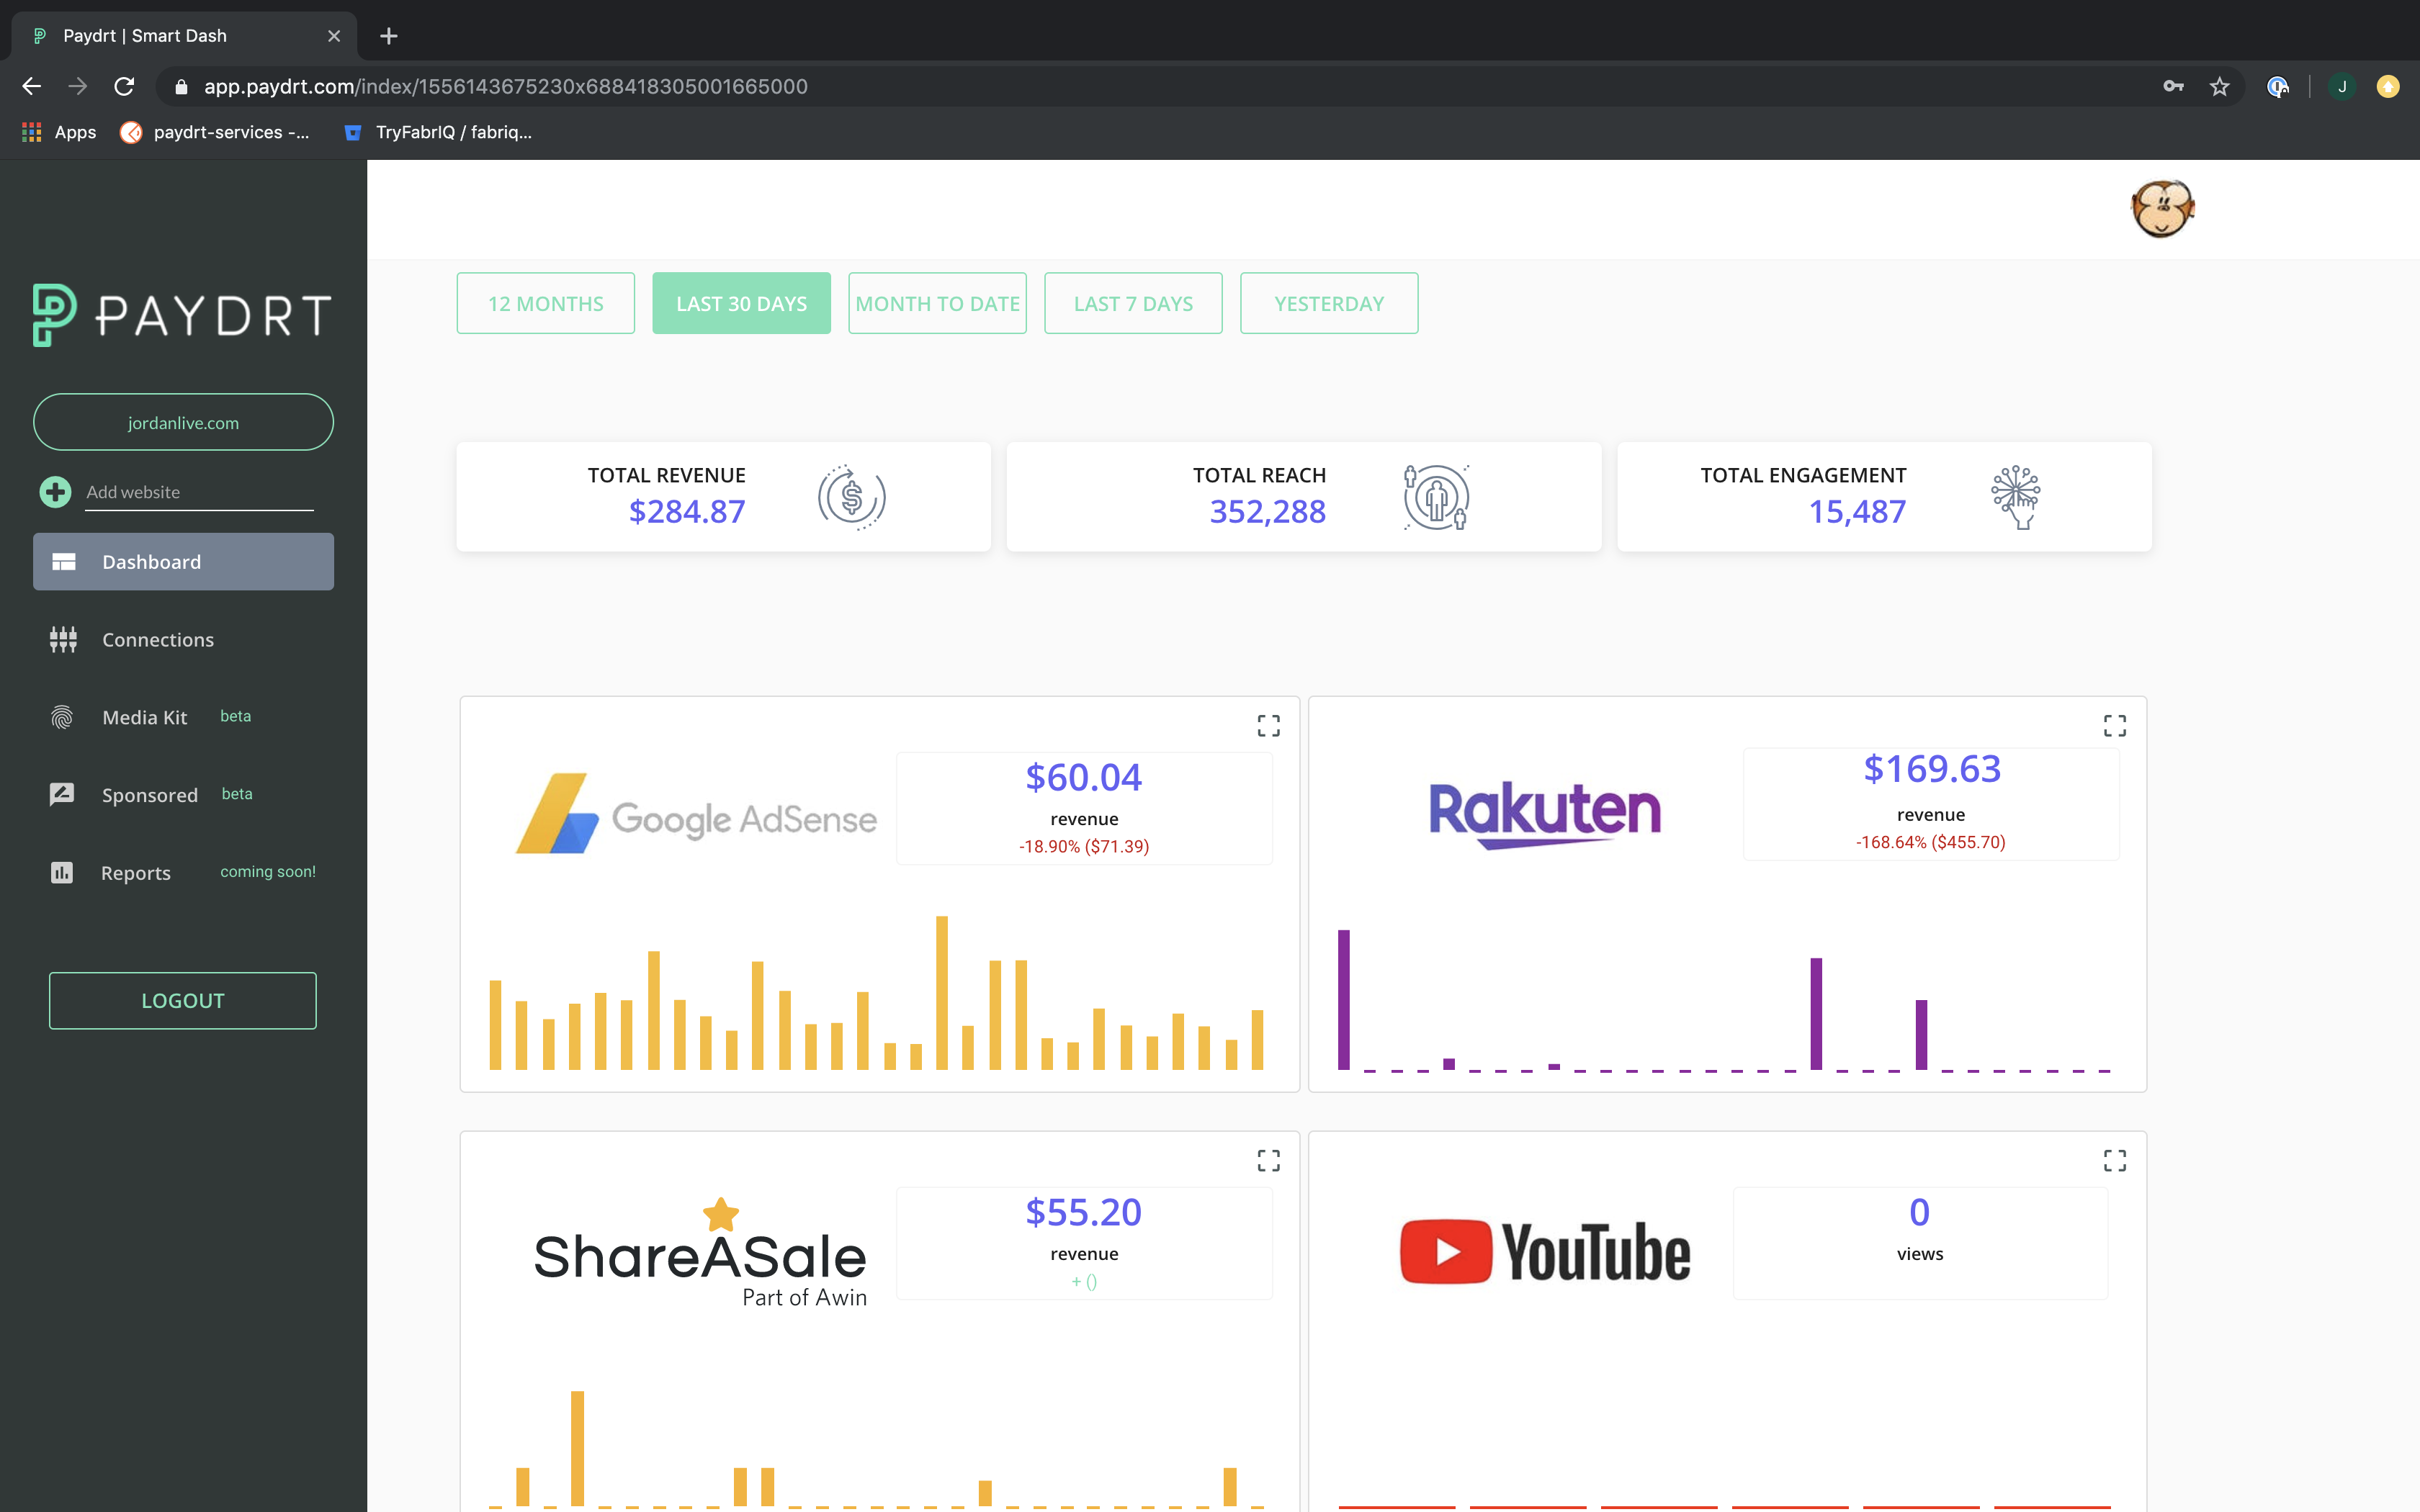 Paydrt | Smart Dash
app.paydrt.com/index/1556143675230x688418305001665000
J
Apps
paydrt-services -...
TryFabrIQ / fabriq...
PAYDRT
jordanlive.com
Add website
Dashboard
Connections
Media Kit beta
Sponsored beta
Reports coming soon!
LOGOUT
12 MONTHS
LAST 30 DAYS
MONTH TO DATE
LAST 7 DAYS
YESTERDAY
TOTAL REVENUE
$284.87
TOTAL REACH
352,288
TOTAL ENGAGEMENT
15,487
Google AdSense
$60.04
revenue
-18.90% ($71.39)
Rakuten
$169.63
revenue
-168.64% ($455.70)
ShareASale
Part of Awin
$55.20
revenue
+ ()
YouTube
0
views